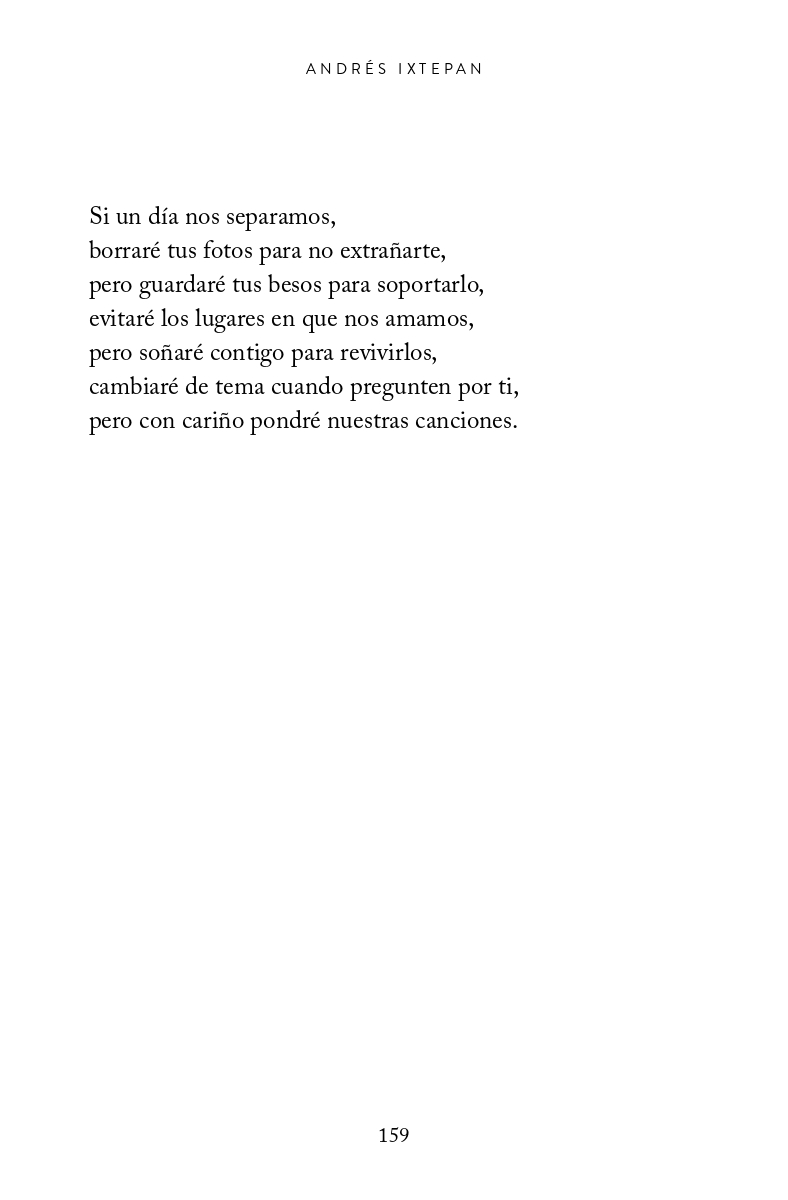 ANDRÉS IXTEPAN
Si un día nos separamos,
borraré tus fotos para no extrañarte,
pero guardaré tus besos para soportarlo,
evitaré los lugares en que nos amamos,
pero soñaré contigo para revivirlos,
cambiaré de tema cuando pregunten por ti,
pero con cariño pondré nuestras canciones.
159